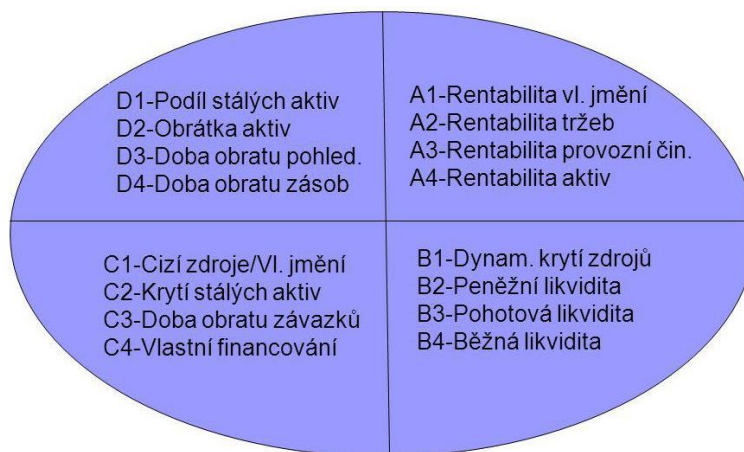 D1-Podíl stálých aktiv
D2-Obrátka aktiv
D3-Doba obratu pohled.
D4-Doba obratu zásob
A1-Rentabilita vl. jmění
A2-Rentabilita tržeb
A3-Rentabilita provozní čin.
A4-Rentabilita aktiv
C1-Cizí zdroje/Vl. jmění
C2-Krytí stálých aktiv
C3-Doba obratu závazků
C4-Vlastní financování
B1-Dynam. krytí zdrojů
B2-Peněžní likvidita
B3-Pohotová likvidita
B4-Běžná likvidita